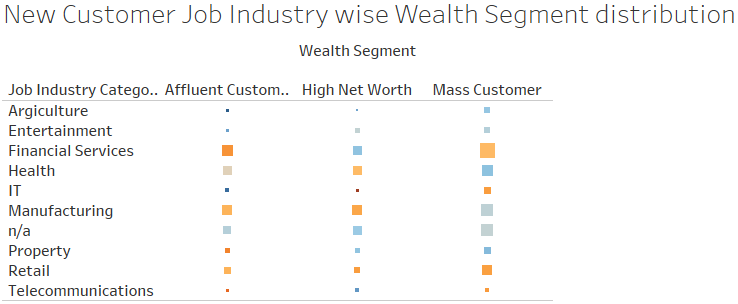 New Customer Job Industry wise Wealth Segment distribution
Wealth Segment
Job Industry Catego.. Affluent Custom.. High Net Worth Mass Customer
Argiculture
Entertainment
Financial Services
Health
IT
Manufacturing
n/a
Property
Retail
Telecommunications